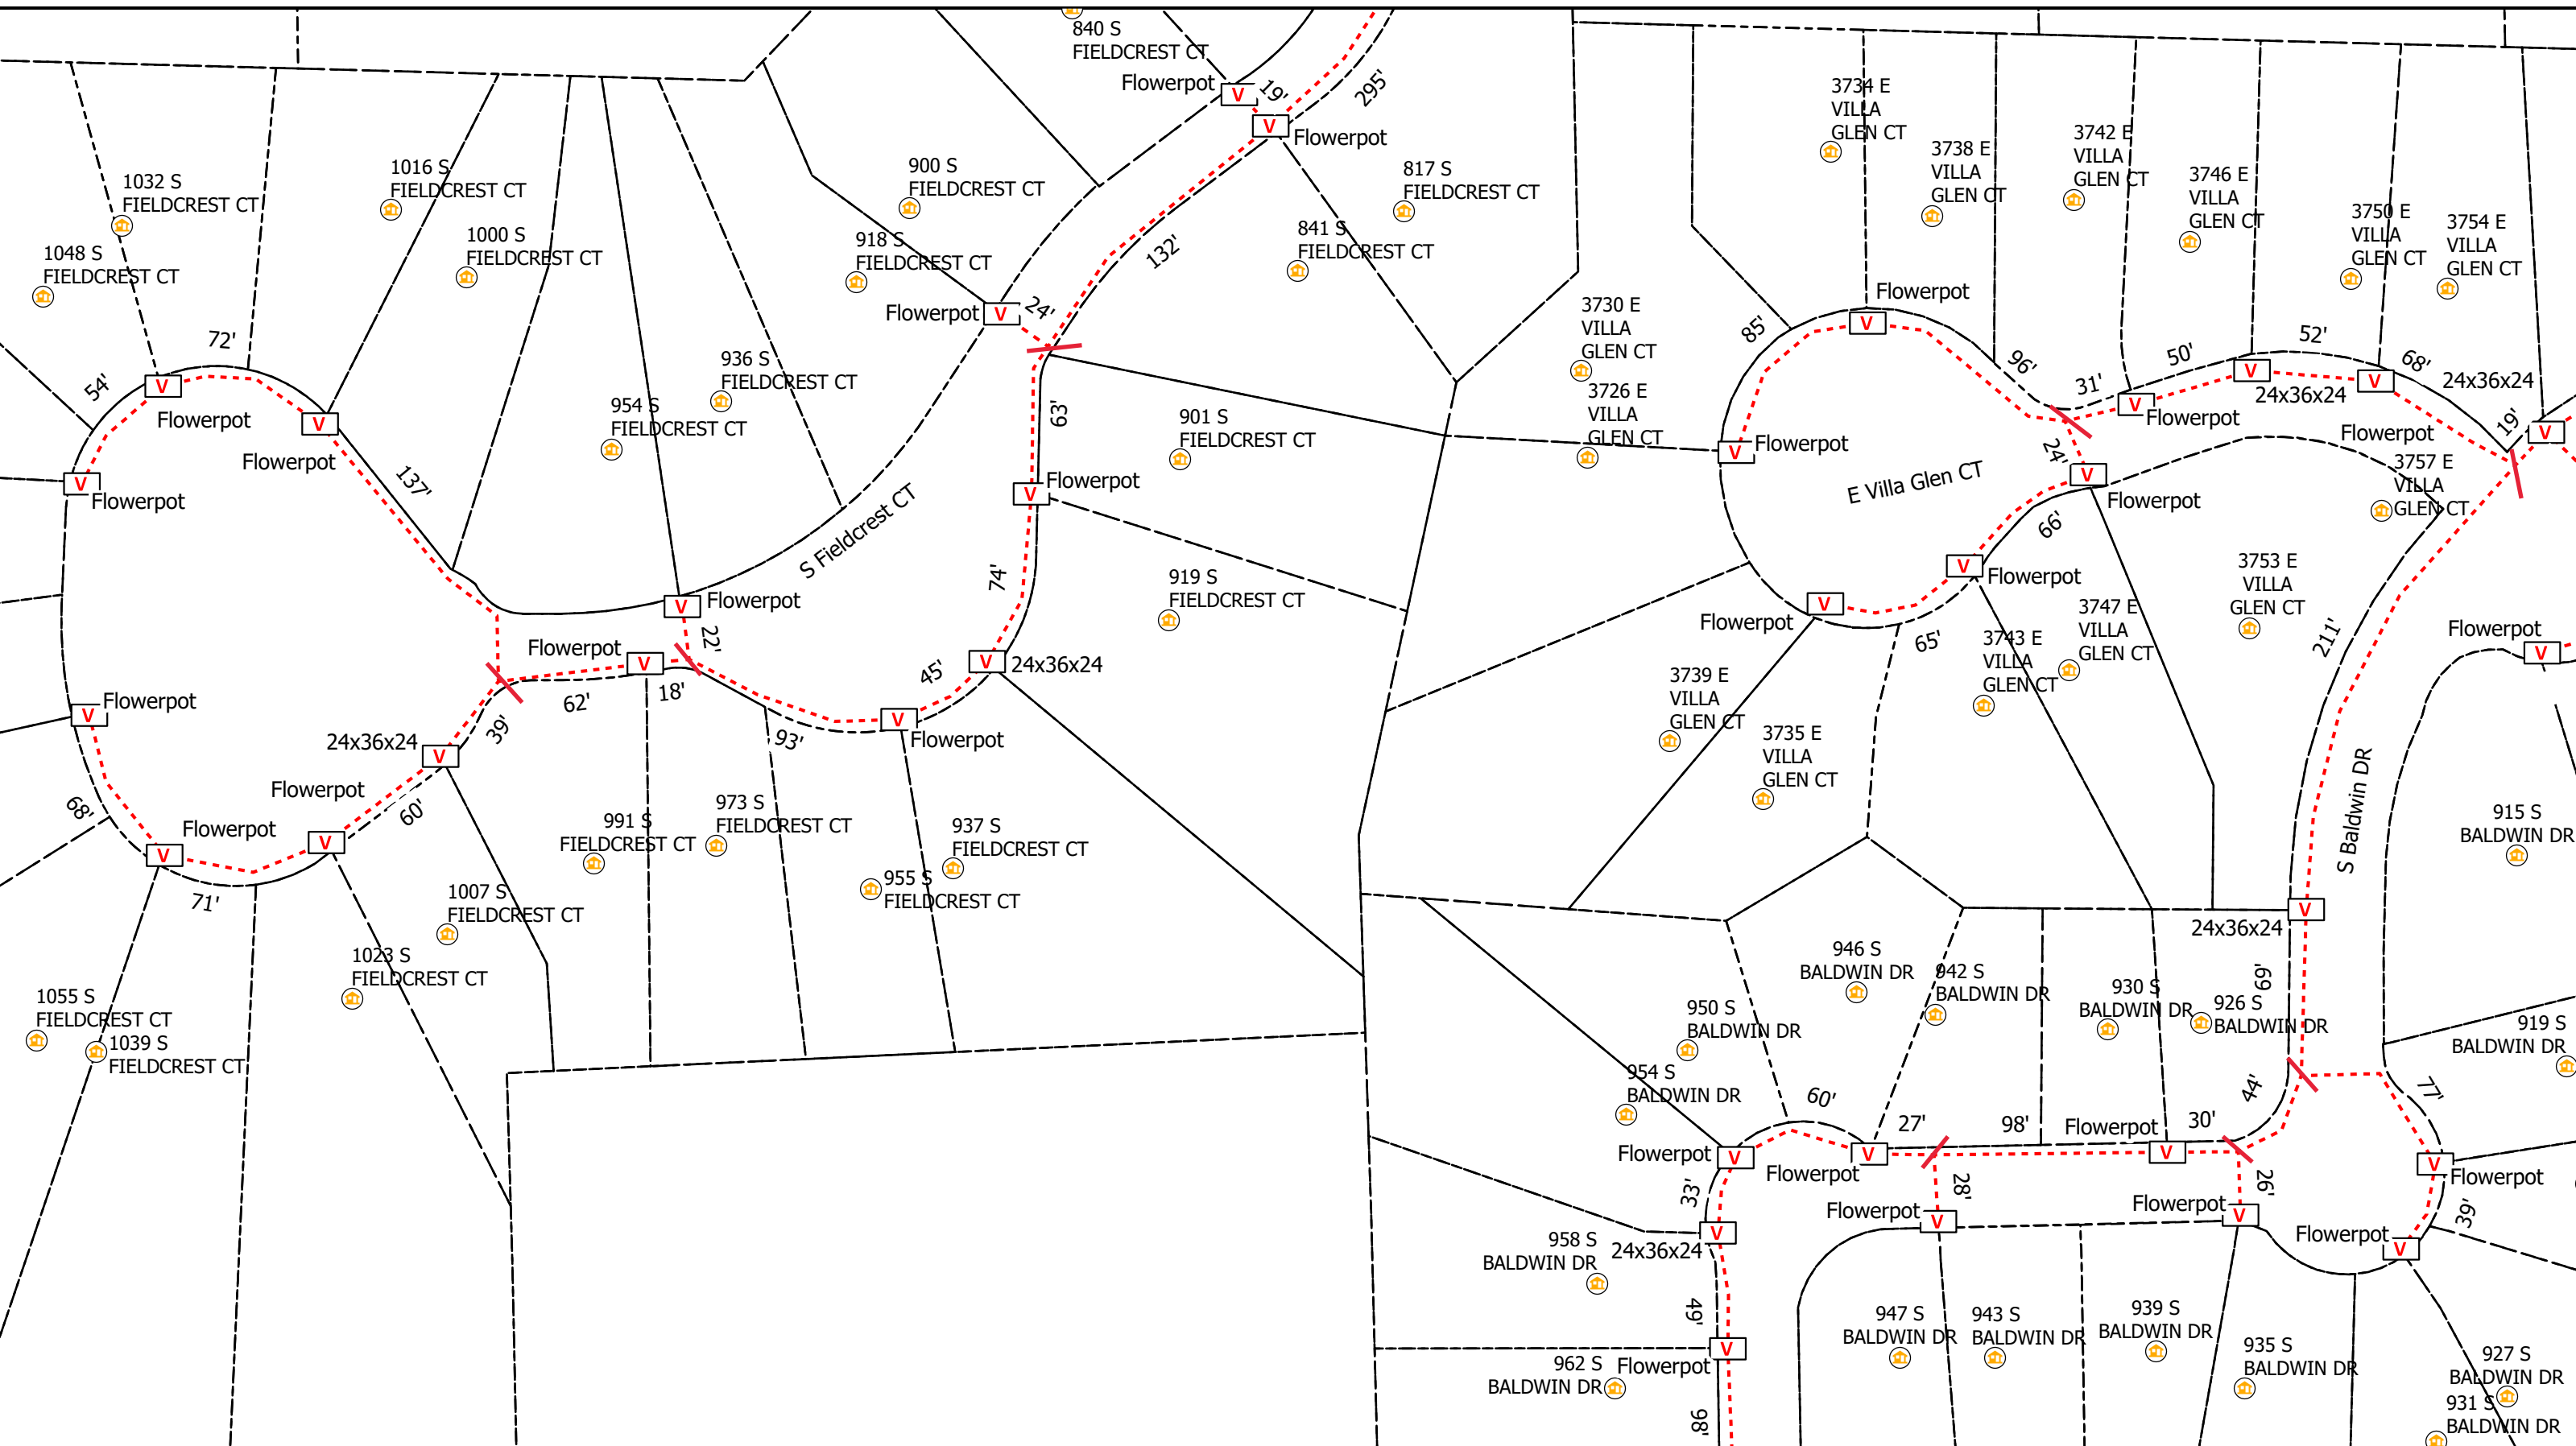 840 S
FIELDCREST CT
Flowerpot
V
19'
V
Flowerpot
295'
1032 S
FIELDCREST CT
1016 S
FIELDCREST CT
1048 S
FIELDCREST CT
1000 S
FIELDCREST CT
900 S
FIELDCREST CT
918 S
FIELDCREST CT
817 S
FIELDCREST CT
841 S
FIELDCREST CT
132'
Flowerpot
V
24'
936 S
FIELDCREST CT
954 S
FIELDCREST CT
72'
54'
V
Flowerpot
V
Flowerpot
V
Flowerpot
137'
63'
901 S
FIELDCREST CT
V
Flowerpot
S Fieldcrest CT
74'
919 S
FIELDCREST CT
V
Flowerpot
22'
Flowerpot
V
62'
18'
45'
V
24x36x24
V
Flowerpot
93'
V
Flowerpot
39'
24x36x24
V
Flowerpot
60'
68'
Flowerpot
V
V
71'
991 S
FIELDCREST CT
973 S
FIELDCREST CT
937 S
FIELDCREST CT
955 S
FIELDCREST CT
1007 S
FIELDCREST CT
1023 S
FIELDCREST CT
1055 S
FIELDCREST CT
1039 S
FIELDCREST CT
3734 E
VILLA
GLEN CT
3738 E
VILLA
GLEN CT
3742 E
VILLA
GLEN CT
3746 E
VILLA
GLEN CT
3750 E
VILLA
GLEN CT
3754 E
VILLA
GLEN CT
3730 E
VILLA
GLEN CT
3726 E
VILLA
GLEN CT
Flowerpot
V
85'
V
Flowerpot
96'
31'
50'
52'
68'
V
Flowerpot
V
24x36x24
V
24x36x24
Flowerpot
19'
V
E Villa Glen CT
24'
V
Flowerpot
66'
V
Flowerpot
V
Flowerpot
65'
3757 E
VILLA
GLEN CT
3753 E
VILLA
GLEN CT
3747 E
VILLA
GLEN CT
3743 E
VILLA
GLEN CT
3739 E
VILLA
GLEN CT
3735 E
VILLA
GLEN CT
211'
Flowerpot
V
S Baldwin DR
915 S
BALDWIN DR
V
24x36x24
69'
946 S
BALDWIN DR
942 S
BALDWIN DR
930 S
BALDWIN DR
926 S
BALDWIN DR
950 S
BALDWIN DR
954 S
BALDWIN DR
919 S
BALDWIN DR
44'
77'
60'
27'
98'
Flowerpot
30'
Flowerpot
V
V
Flowerpot
V
V
Flowerpot
33'
28'
26'
Flowerpot
V
Flowerpot
V
39'
Flowerpot
V
V
24x36x24
958 S
BALDWIN DR
49'
V
Flowerpot
962 S
BALDWIN DR
98'
947 S
BALDWIN DR
943 S
BALDWIN DR
939 S
BALDWIN DR
935 S
BALDWIN DR
927 S
BALDWIN DR
931 S
BALDWIN DR